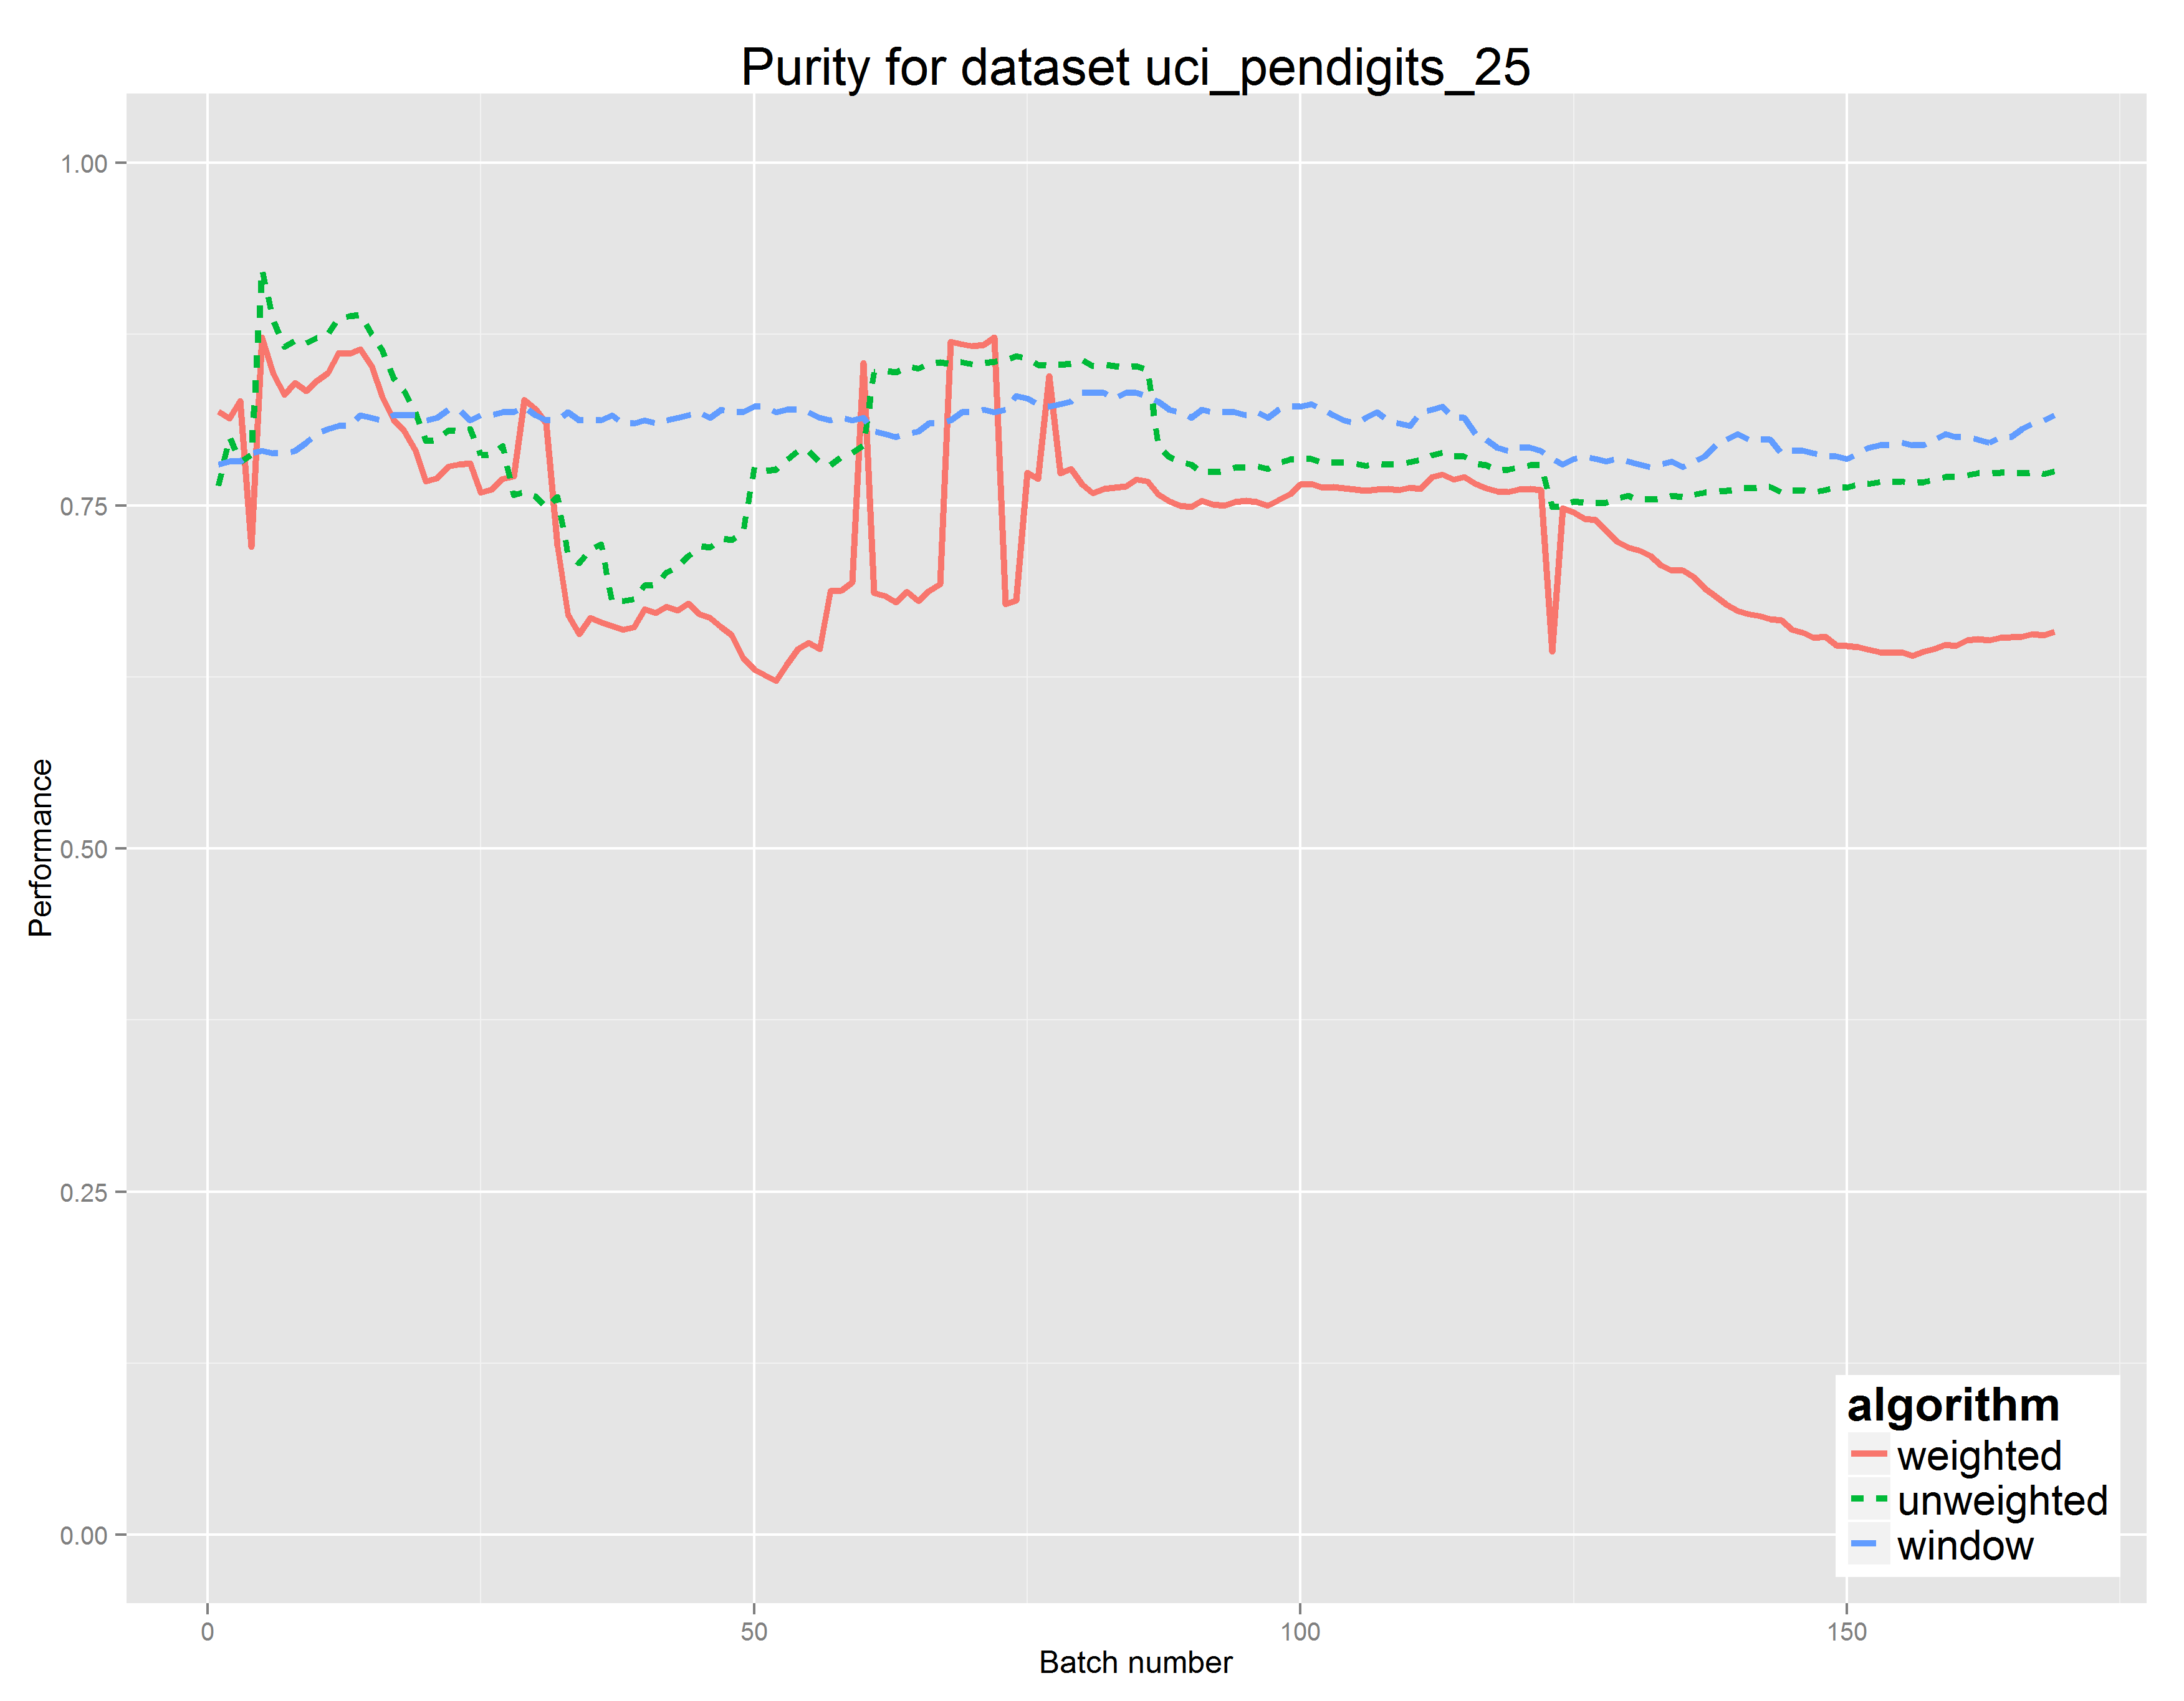 Purity for dataset uci_pendigits_25
1.00
0.75
0.50
0.25
0.00
Performance
0
50
100
150
Batch number
algorithm
weighted
unweighted
window